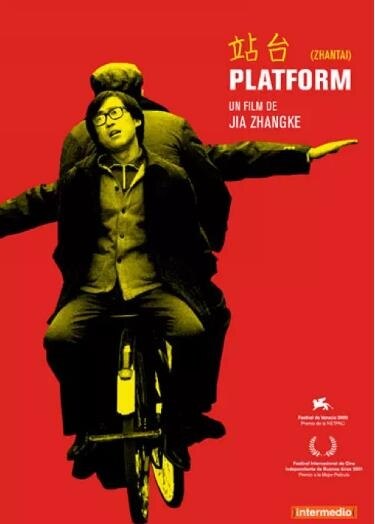 站台
(ZHANTAI)
PLATFORM
UN FILM DE
JIA ZHANGKE
Festival de Venecia 2000
Premio de la NETPAC
Festival Internacional de Cine
Independiente de Buenos Aires 2001
Premio a la Mejor Película
intermedio